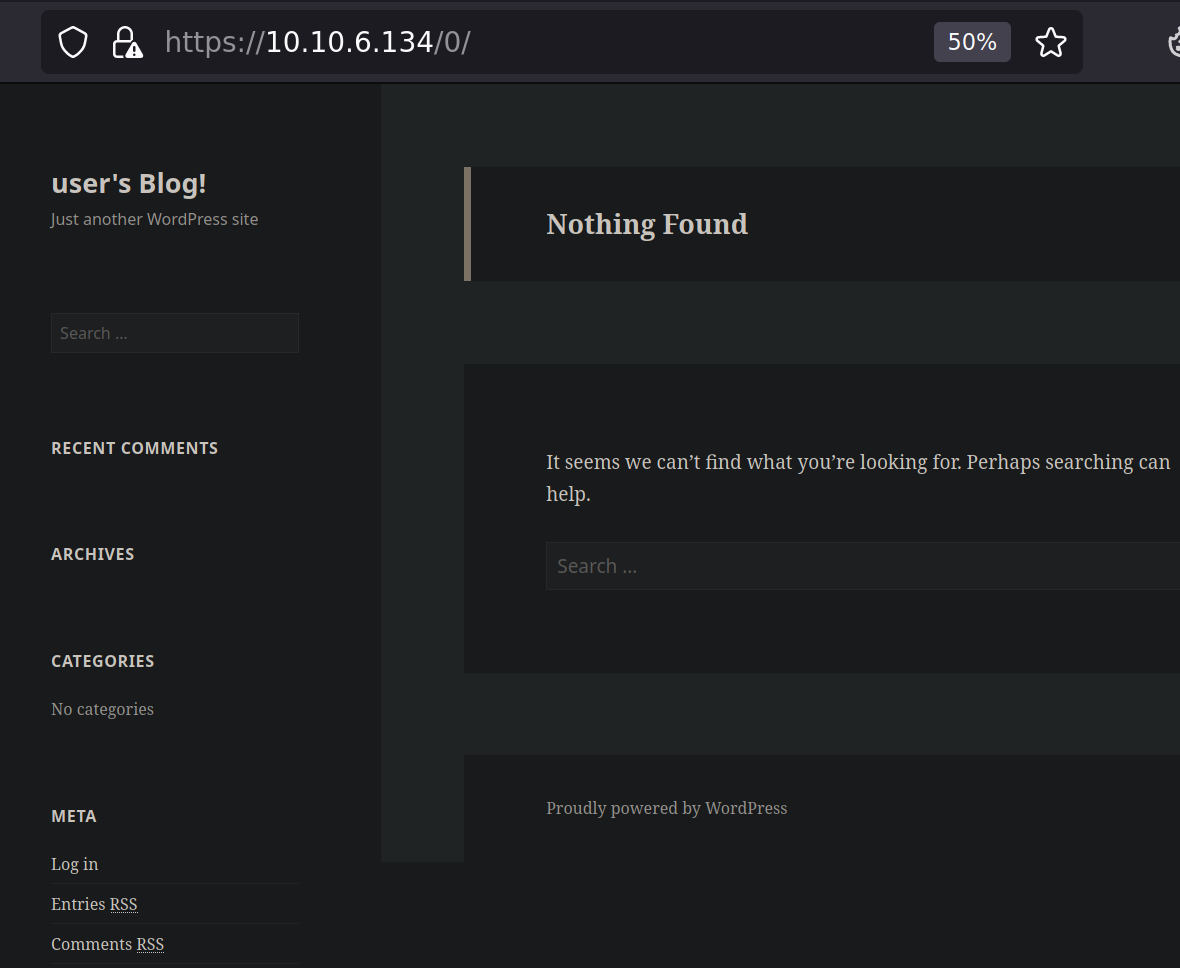 https://10.10.6.134/0/
50%
user's Blog!
Just another WordPress site
Search ...
RECENT COMMENTS
ARCHIVES
CATEGORIES
No categories
META
Log in
Entries RSS
Comments RSS
Nothing Found
It seems we can’t find what you’re looking for. Perhaps searching can
help.
Search ...
Proudly powered by WordPress